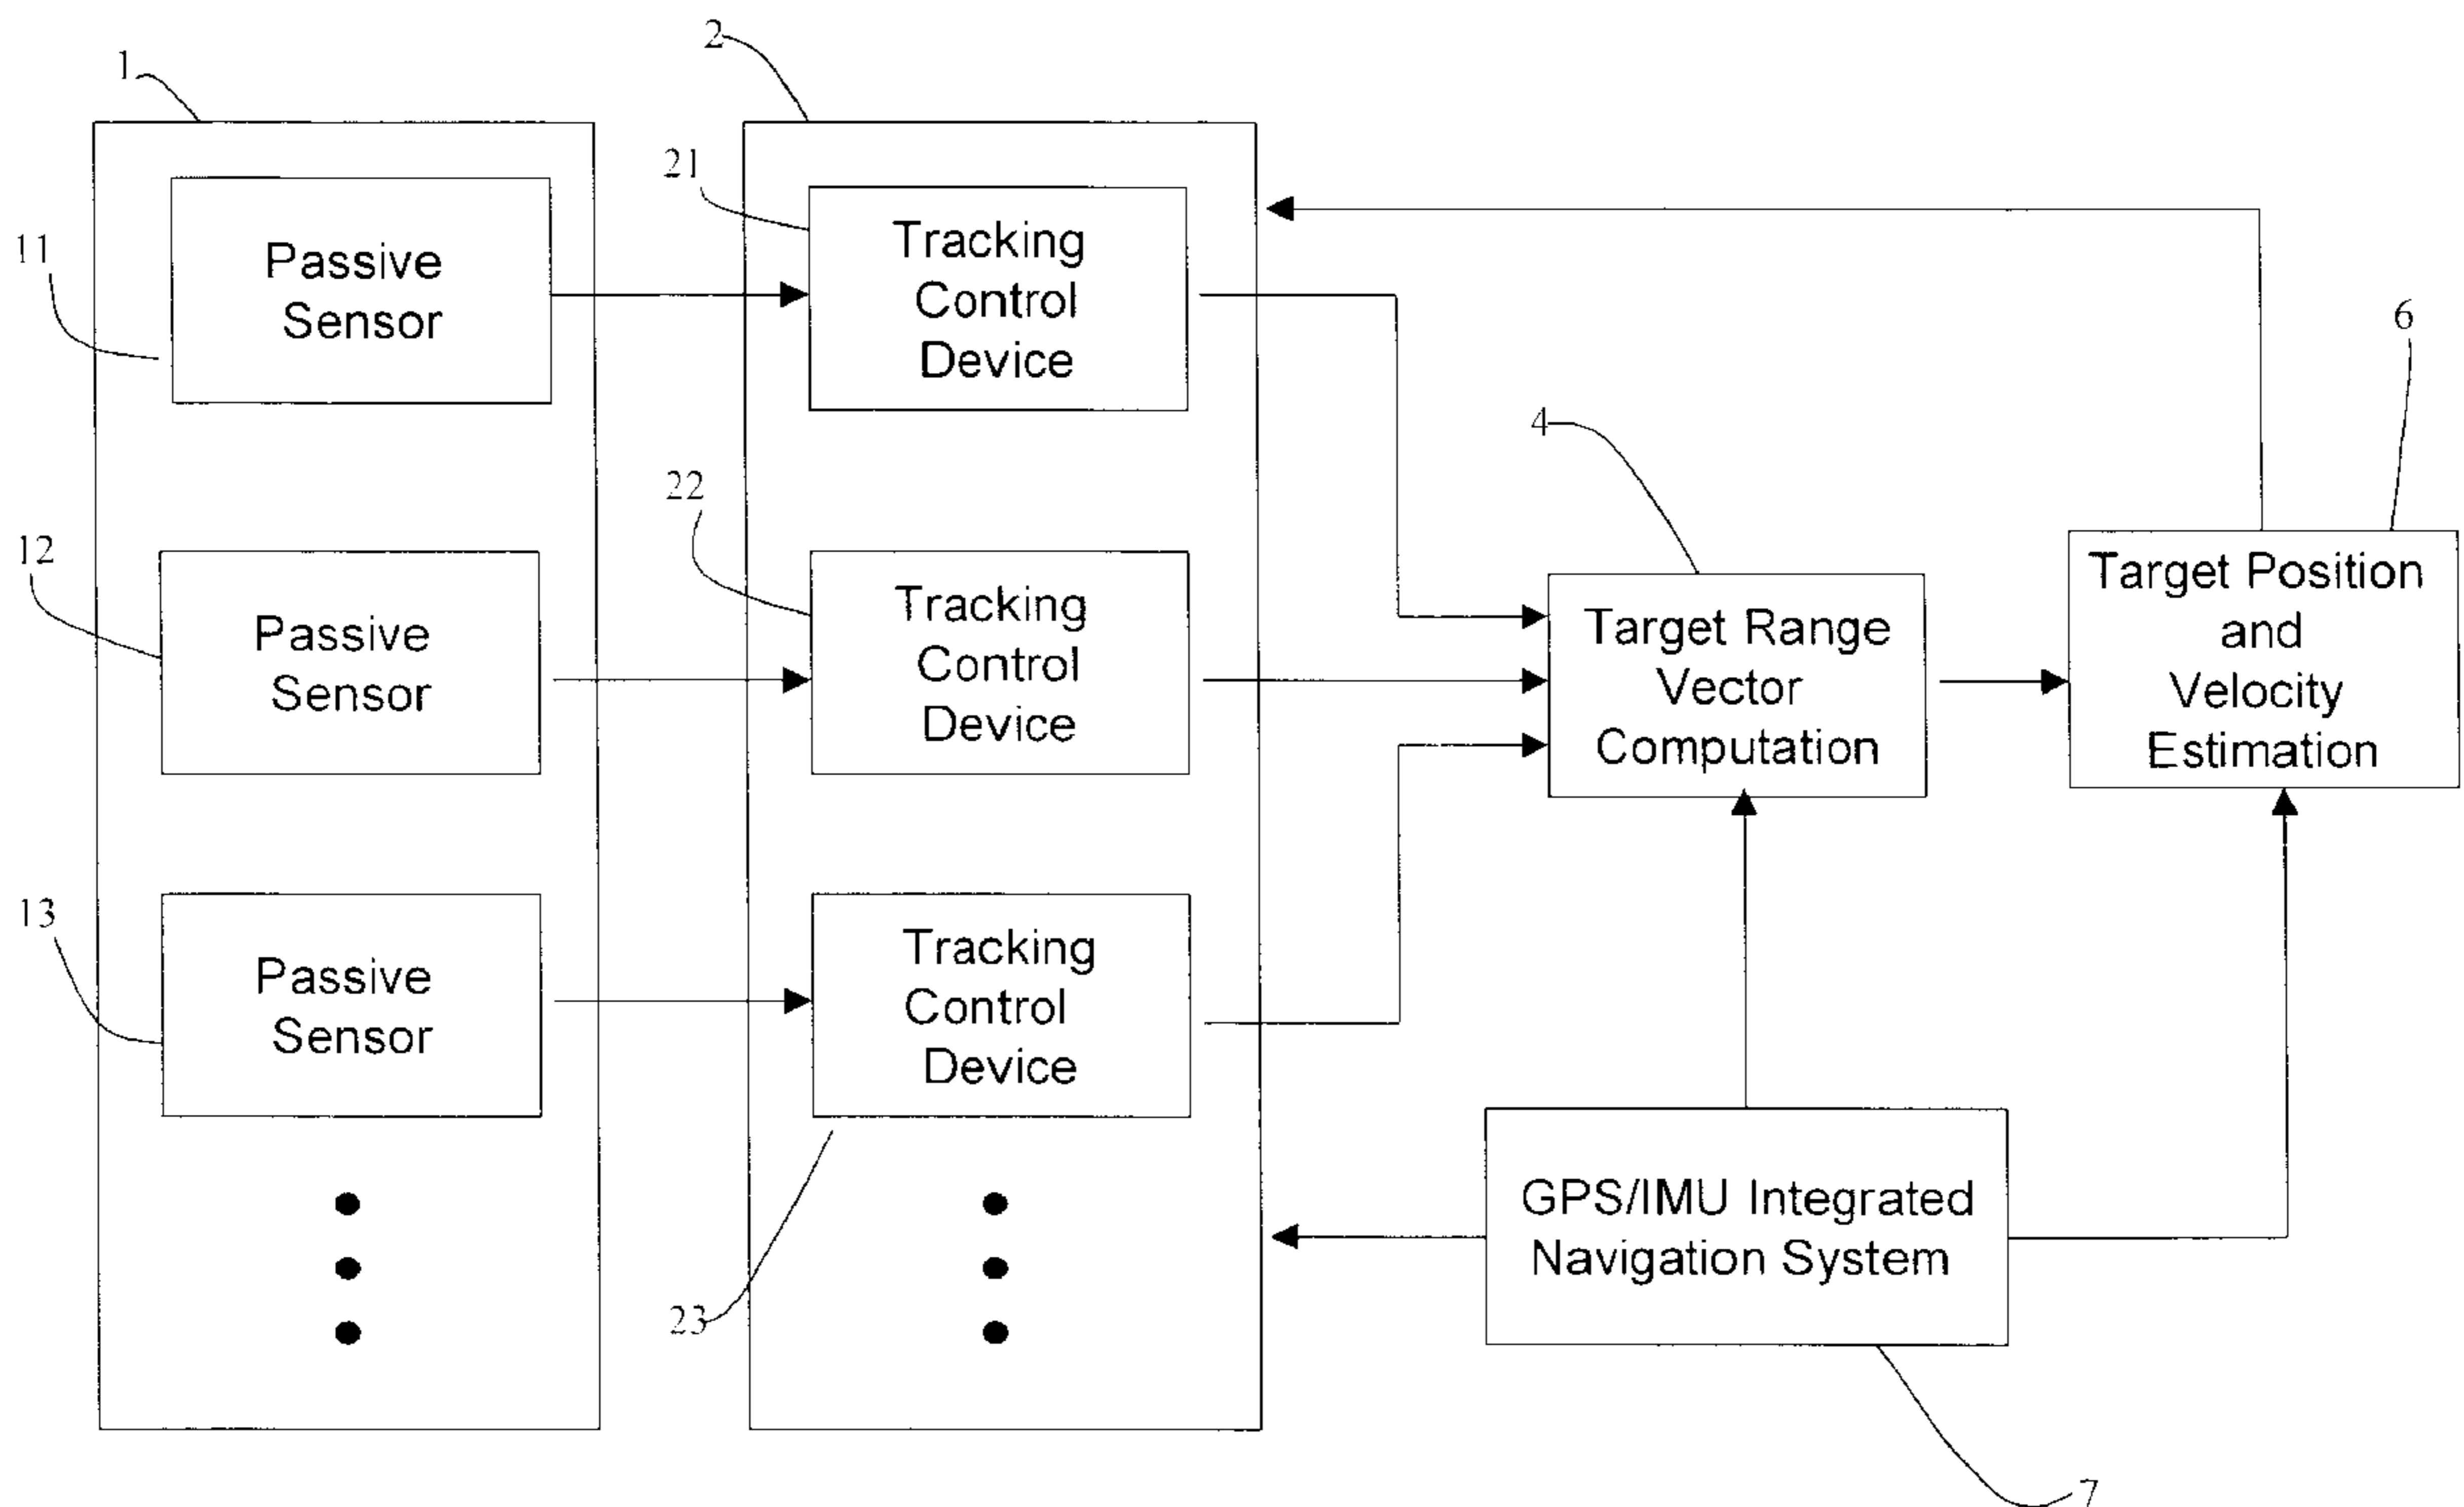 1
2
21
11
Passive
Sensor
Tracking
Control
Device
6
4
22
12
Passive
Sensor
Tracking
Control
Device
Target Range
Vector
Computation
Target Position
and
Velocity
Estimation
13
Passive
Sensor
Tracking
Control
Device
GPS/IMU Integrated
Navigation System
23
7